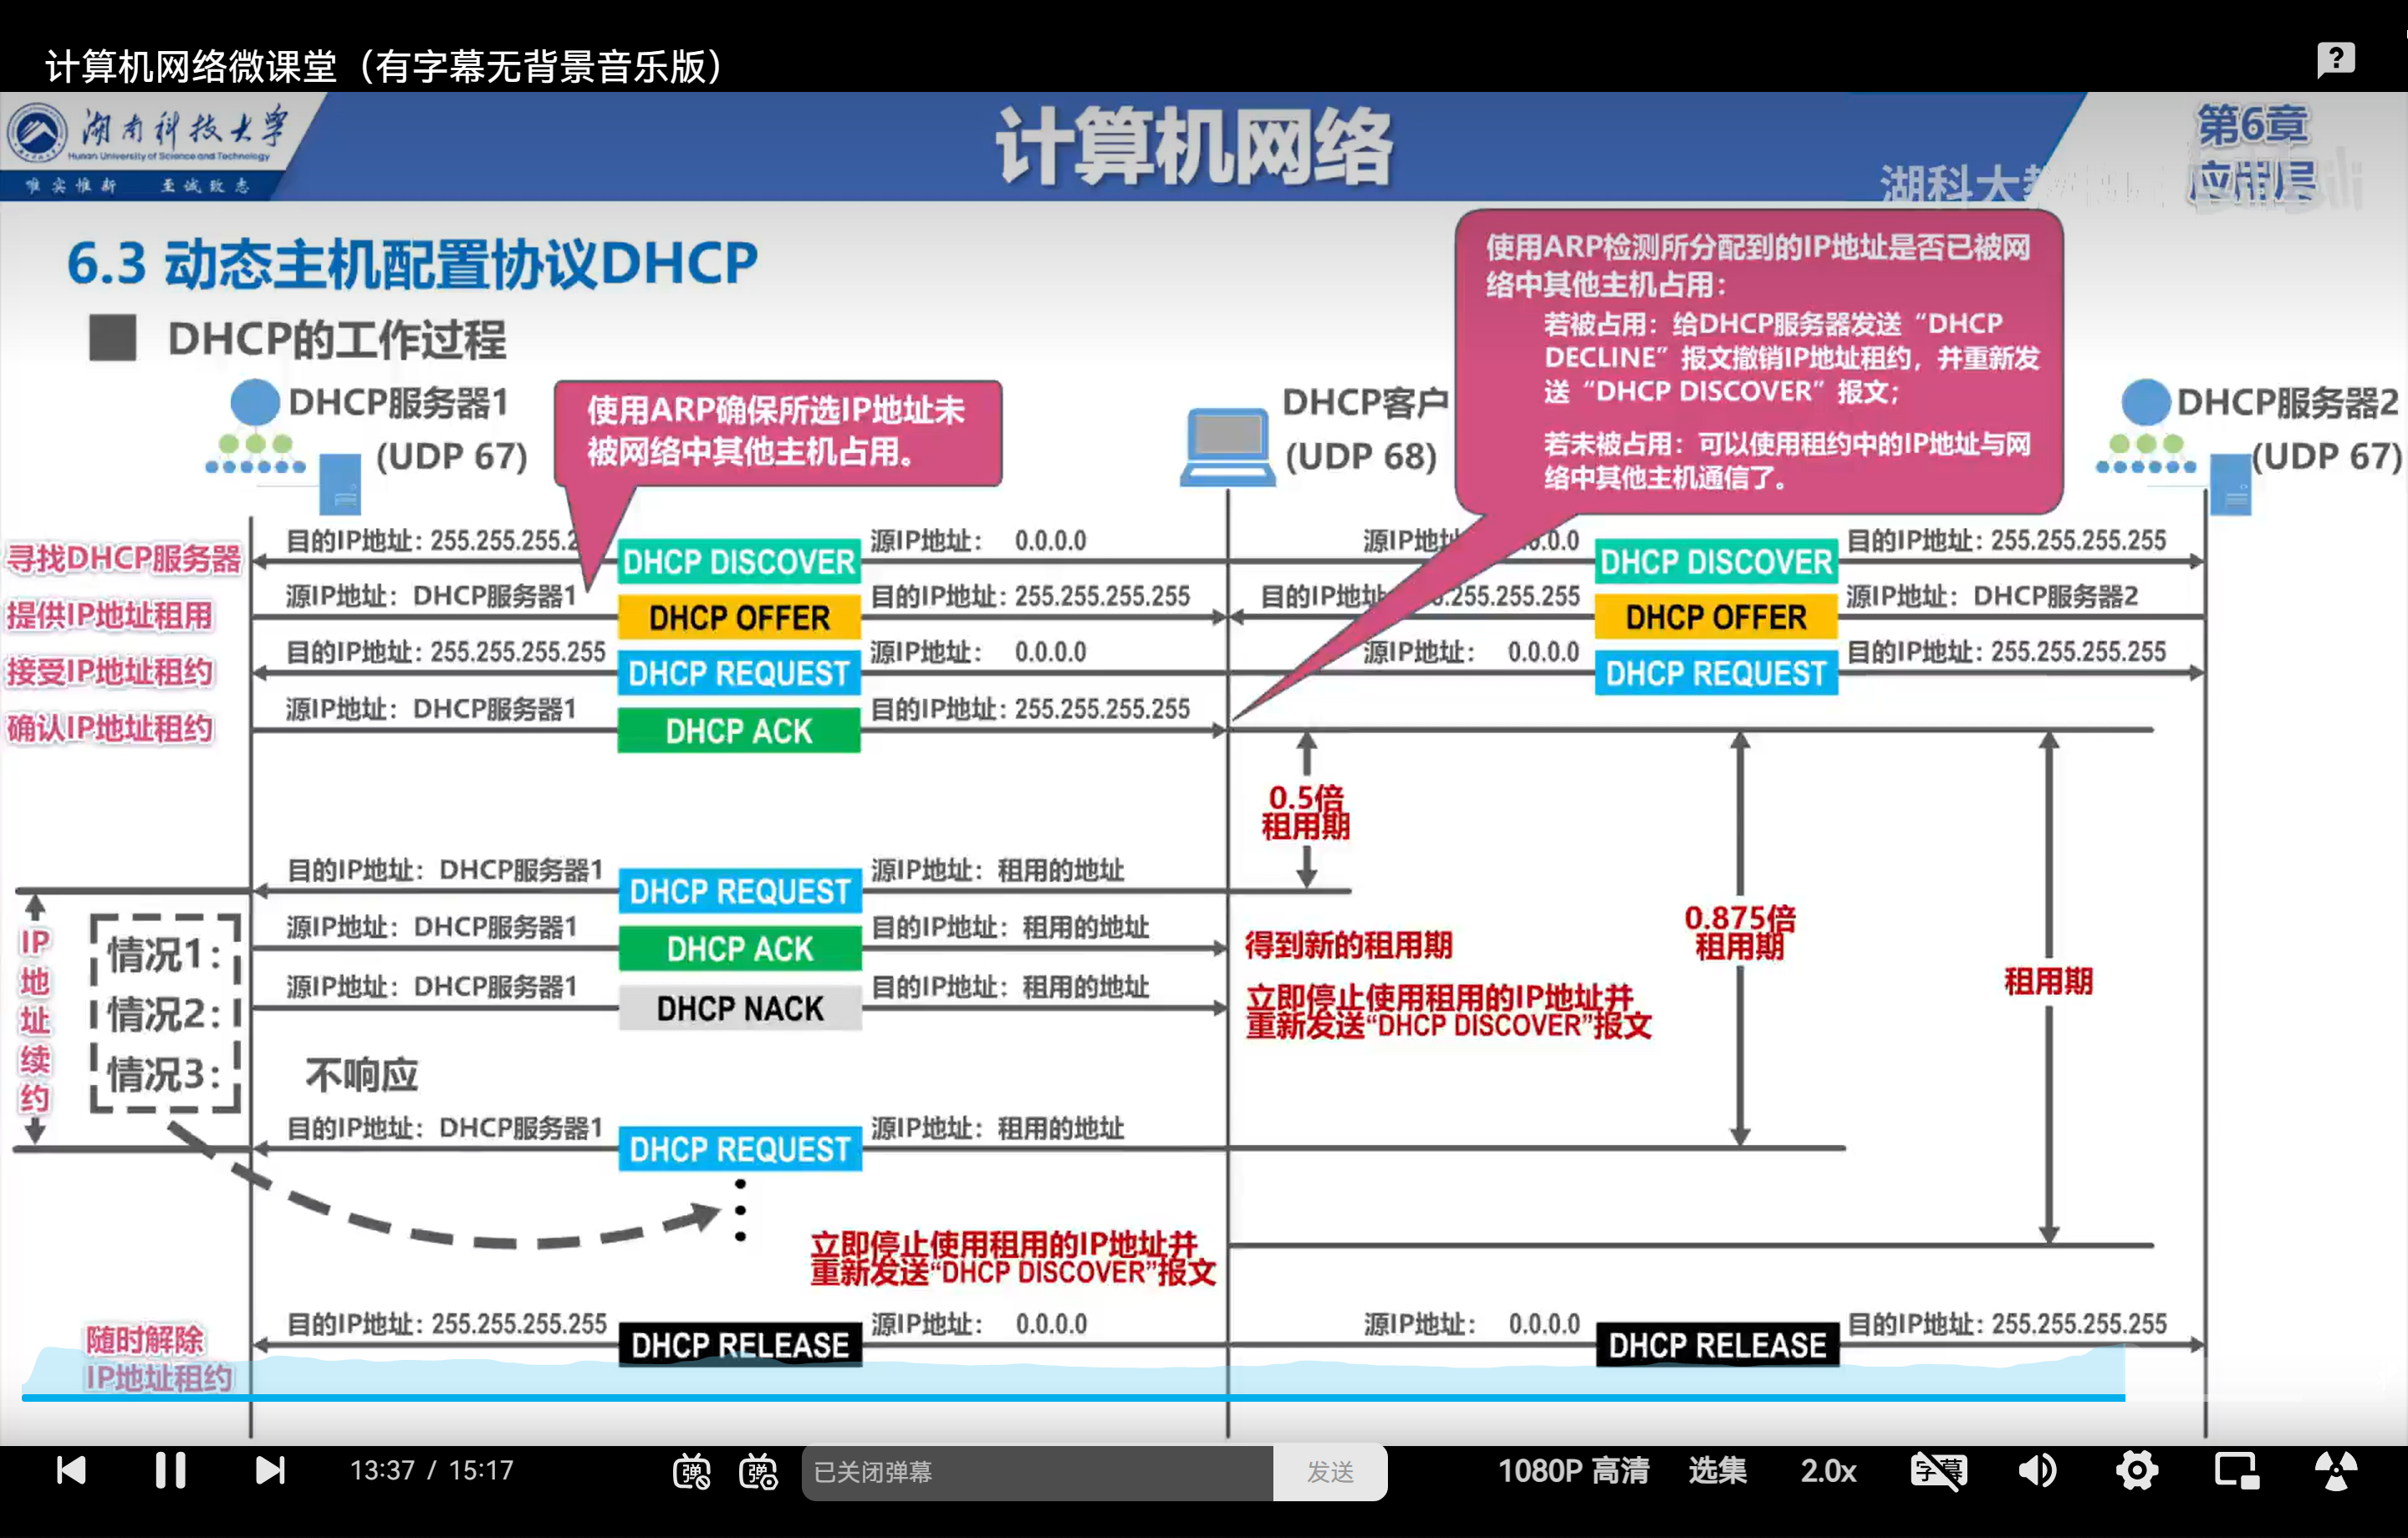 计算机网络微课堂（有字幕无背景音乐版）
湖南科技大学
Hunan University of Science and Technology
唯实惟新 至诚致志
计算机网络
第6章
应用层
湖科大教
6.3 动态主机配置协议DHCP
DHCP的工作过程
DHCP服务器1
(UDP 67)
使用ARP确保所选IP地址未
被网络中其他主机占用。
DHCP客户
(UDP 68)
使用ARP检测所分配到的IP地址是否已被网
络中其他主机占用：
若被占用：给DHCP服务器发送“DHCP
DECLINE”报文撤销IP地址租约，并重新发
送“DHCP DISCOVER”报文；
若未被占用：可以使用租约中的IP地址与网
络中其他主机通信了。
DHCP服务器2
(UDP 67)
寻找DHCP服务器 目的IP地址: 255.255.255.2 DHCP DISCOVER 源IP地址: 0.0.0.0 源IP地址 0.0.0 DHCP DISCOVER 目的IP地址: 255.255.255.255
提供IP地址租用 源IP地址: DHCP服务器1 DHCP OFFER 目的IP地址: 255.255.255.255 目的IP地址 .255.255.255 DHCP OFFER 源IP地址: DHCP服务器2
接受IP地址租约 目的IP地址: 255.255.255.255 DHCP REQUEST 源IP地址: 0.0.0.0 源IP地址: 0.0.0.0 DHCP REQUEST 目的IP地址: 255.255.255.255
确认IP地址租约 源IP地址: DHCP服务器1 DHCP ACK 目的IP地址: 255.255.255.255
0.5倍
租用期
目的IP地址: DHCP服务器1 DHCP REQUEST 源IP地址: 租用的地址
IP地址续约
情况1: 源IP地址: DHCP服务器1 DHCP ACK 目的IP地址: 租用的地址 得到新的租用期
情况2: 源IP地址: DHCP服务器1 DHCP NACK 目的IP地址: 租用的地址 立即停止使用租用的IP地址并
重新发送“DHCP DISCOVER”报文
0.875倍
租用期
租用期
情况3: 不响应
目的IP地址: DHCP服务器1 DHCP REQUEST 源IP地址: 租用的地址
立即停止使用租用的IP地址并
重新发送“DHCP DISCOVER”报文
随时解除
IP地址租约
目的IP地址: 255.255.255.255 DHCP RELEASE 源IP地址: 0.0.0.0 源IP地址: 0.0.0.0 DHCP RELEASE 目的IP地址: 255.255.255.255
13:37 / 15:17 弹 弹 已关闭弹幕 发送 1080P 高清 选集 2.0x 字幕